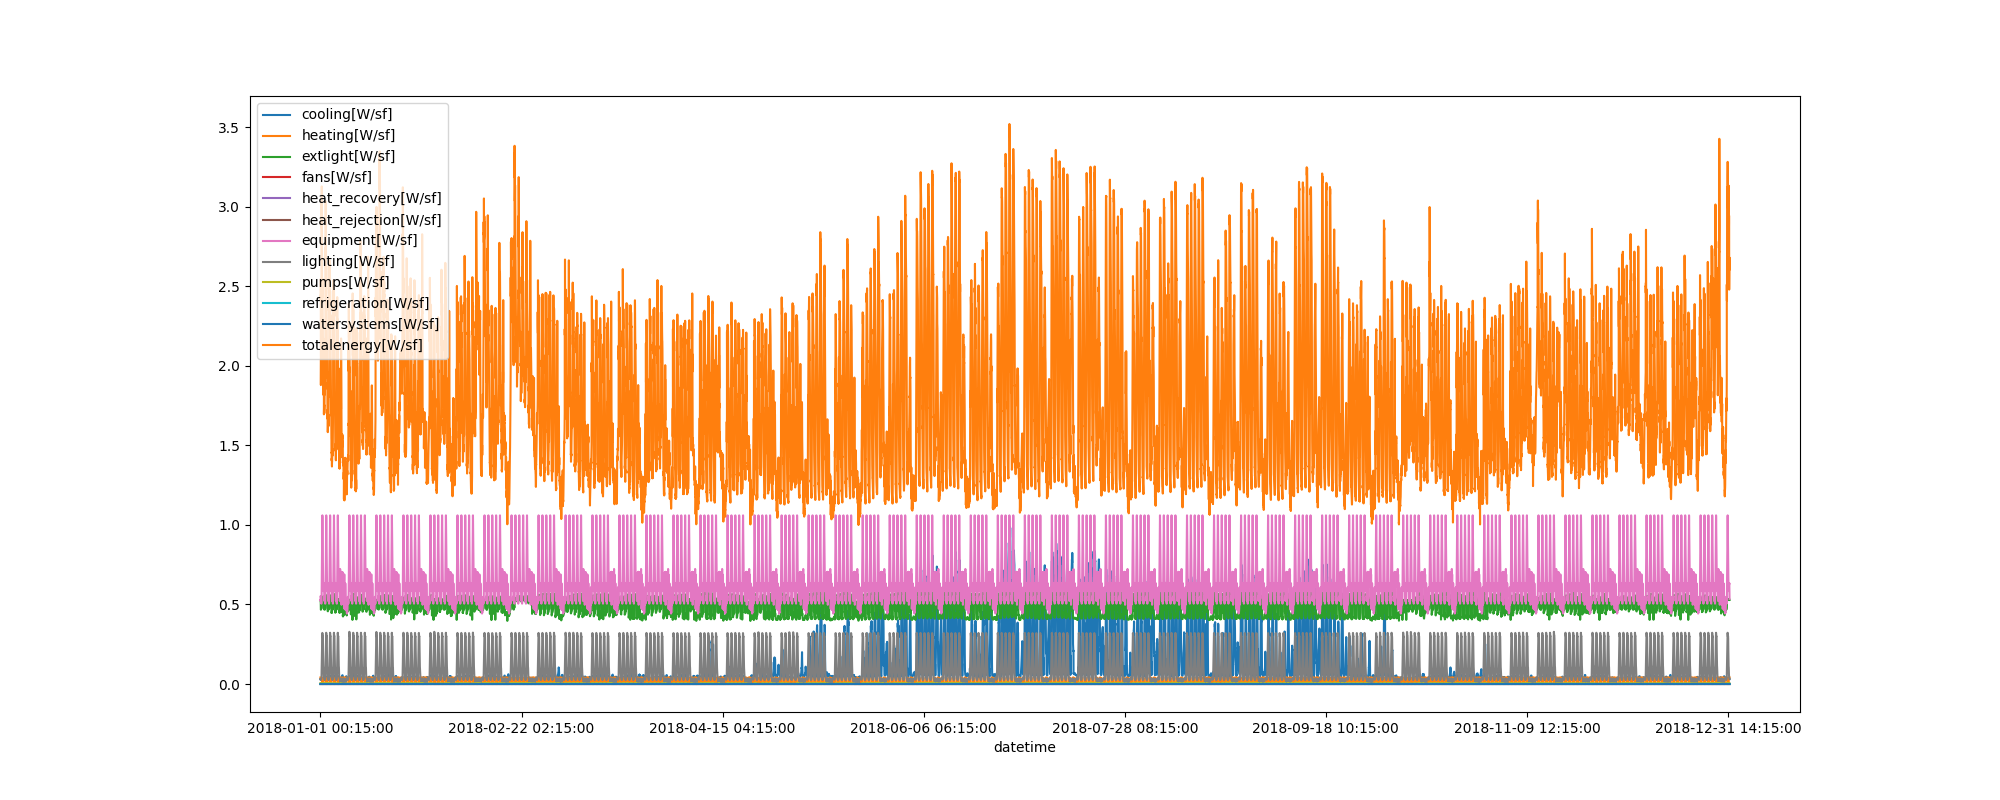 cooling[W/sf]
heating[W/sf]
extlight[W/sf]
fans[W/sf]
heat_recovery[W/sf]
heat_rejection[W/sf]
equipment[W/sf]
lighting[W/sf]
pumps[W/sf]
refrigeration[W/sf]
watersystems[W/sf]
totalenergy[W/sf]
3.5
3.0
2.5
2.0
1.5
1.0
0.5
0.0
2018-01-01 00:15:00 2018-02-22 02:15:00 2018-04-15 04:15:00 2018-06-06 06:15:00 2018-07-28 08:15:00 2018-09-18 10:15:00 2018-11-09 12:15:00 2018-12-31 14:15:00
datetime